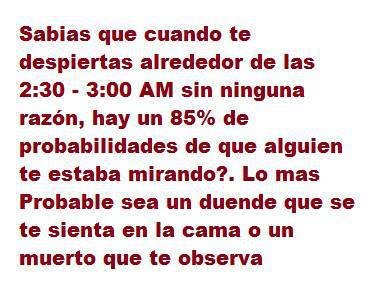 Sabias que cuando te
despiertas alrededor de las
2:30 - 3:00 AM sin ninguna
razón, hay un 85% de
probabilidades de que alguien
te estaba mirando?. Lo mas
Probable sea un duende que se
te sienta en la cama o un
muerto que te observa